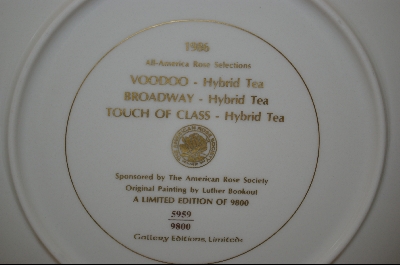 1986
All-America Rose Selections
VOODOO - Hybrid Tea
BROADWAY - Hybrid Tea
TOUCH OF CLASS - Hybrid Tea
Sponsored by The American Rose Society
Original Painting by Luther Bookout
A LIMITED EDITION OF 9800
5959
9800
Gallery Editions, Limited